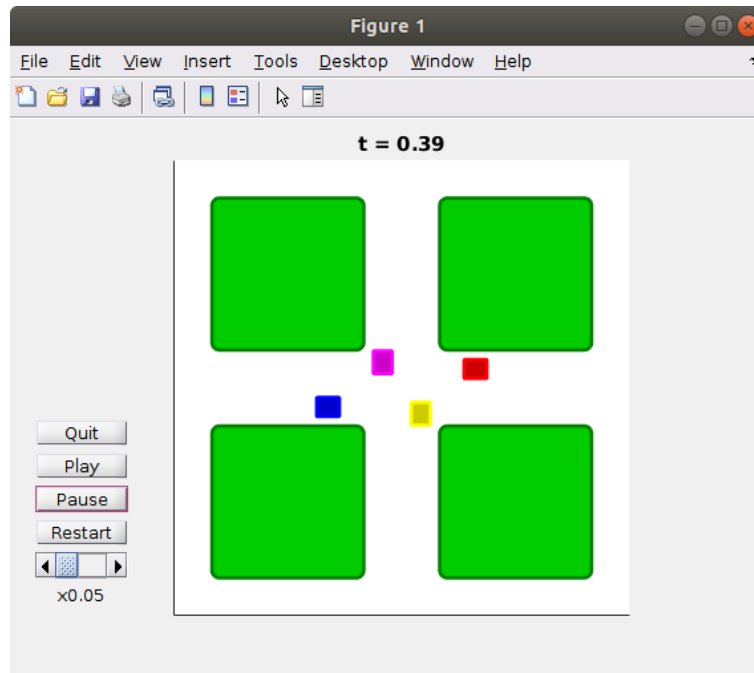 Figure 1
File Edit View Insert Tools Desktop Window Help
t = 0.39
Quit
Play
Pause
Restart
x0.05